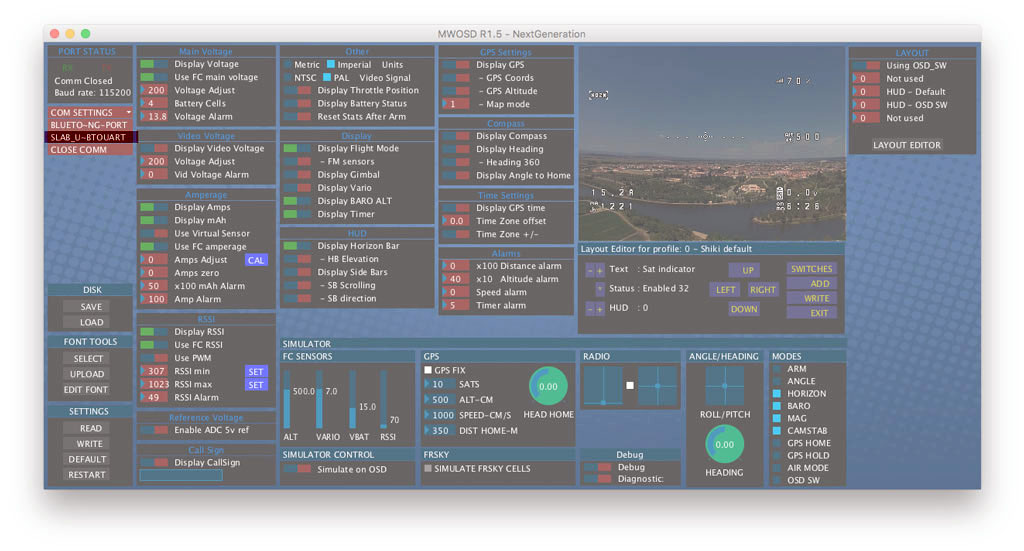 MWOSD R1.5 - NextGeneration
PORT STATUS
RX TX
Comm Closed
Baud rate: 115200
COM SETTINGS
BLUETO~NG-PORT
SLAB_U~BTOUART
CLOSE COMM
DISK
SAVE
LOAD
FONT TOOLS
SELECT
UPLOAD
EDIT FONT
SETTINGS
READ
WRITE
DEFAULT
RESTART
Main Voltage
Display Voltage
Use FC main voltage
200 Voltage Adjust
4 Battery Cells
13.8 Voltage Alarm
Video Voltage
Display Video Voltage
200 Voltage Adjust
0 Vid Voltage Alarm
Amperage
Display Amps
Display mAh
Use Virtual Sensor
Use FC amperage
0 Amps Adjust CAL
0 Amps zero
50 x100 mAh Alarm
100 Amp Alarm
RSSI
Display RSSI
Use FC RSSI
Use PWM
307 RSSI min SET
1023 RSSI max SET
49 RSSI Alarm
Reference Voltage
Enable ADC 5v ref
Call Sign
Display CallSign
Other
Metric Imperial Units
NTSC PAL Video Signal
Display Throttle Position
Display Battery Status
Reset Stats After Arm
Display
Display Flight Mode
- FM sensors
Display Gimbal
Display Vario
Display BARO ALT
Display Timer
HUD
Display Horizon Bar
- HB Elevation
Display Side Bars
- SB Scrolling
- SB direction
GPS Settings
Display GPS
- GPS Coords
- GPS Altitude
1 - Map mode
Compass
Display Compass
Display Heading
- Heading 360
Display Angle to Home
Time Settings
Display GPS time
0.0 Time Zone offset
Time Zone +/-
Alarms
0 x100 Distance alarm
40 x10 Altitude alarm
0 Speed alarm
5 Timer alarm
70
HOZN
500
15.2A
1221
0.0v
06:26
Layout Editor for profile: 0 - Shiki default
- + Text : Sat indicator UP SWITCHES
* Status : Enabled 32 LEFT RIGHT ADD
- + HUD : 0 DOWN WRITE
EXIT
LAYOUT
Using OSD_SW
0 Not used
0 HUD - Default
0 HUD - OSD SW
0 Not used
LAYOUT EDITOR
SIMULATOR
FC SENSORS
500.0 7.0 15.0 70
ALT VARIO VBAT RSSI
SIMULATOR CONTROL
Simulate on OSD
GPS
GPS FIX
10 SATS
500 ALT-CM
1000 SPEED-CM/S
350 DIST HOME-M
0.00
HEAD HOME
FRSKY
SIMULATE FRSKY CELLS
RADIO
Debug
Debug
Diagnostic:
ANGLE/HEADING
ROLL/PITCH
0.00
HEADING
MODES
ARM
ANGLE
HORIZON
BARO
MAG
CAMSTAB
GPS HOME
GPS HOLD
AIR MODE
OSD SW